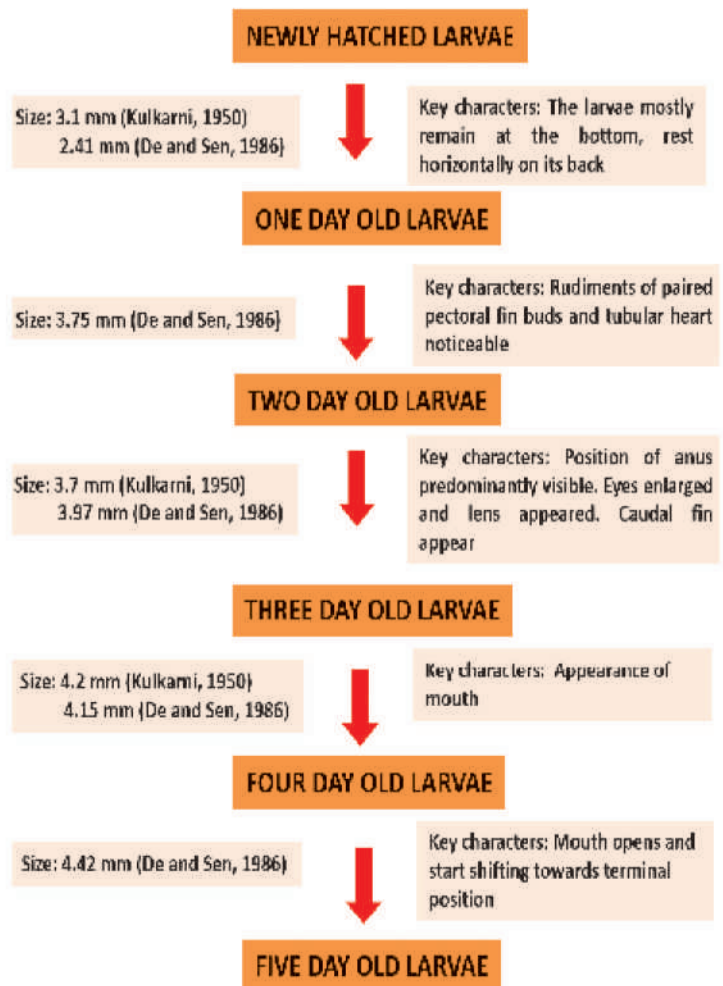 NEWLY HATCHED LARVAE
Size: 3.1 mm (Kulkarni, 1950)
2.41 mm (De and Sen, 1986)
Key characters: The larvae mostly
remain at the bottom, rest
horizontally on its back
ONE DAY OLD LARVAE
Size: 3.75 mm (De and Sen, 1986)
Key characters: Rudiments of paired
pectoral fin buds and tubular heart
noticeable
TWO DAY OLD LARVAE
Size: 3.7 mm (Kulkarni, 1950)
3.97 mm (De and Sen, 1986)
Key characters: Position of anus
predominantly visible. Eyes enlarged
and lens appeared. Caudal fin
appear
THREE DAY OLD LARVAE
Size: 4.2 mm (Kulkarni, 1950)
4.15 mm (De and Sen, 1986)
Key characters: Appearance of
mouth
FOUR DAY OLD LARVAE
Size: 4.42 mm (De and Sen, 1986)
Key characters: Mouth opens and
start shifting towards terminal
position
FIVE DAY OLD LARVAE